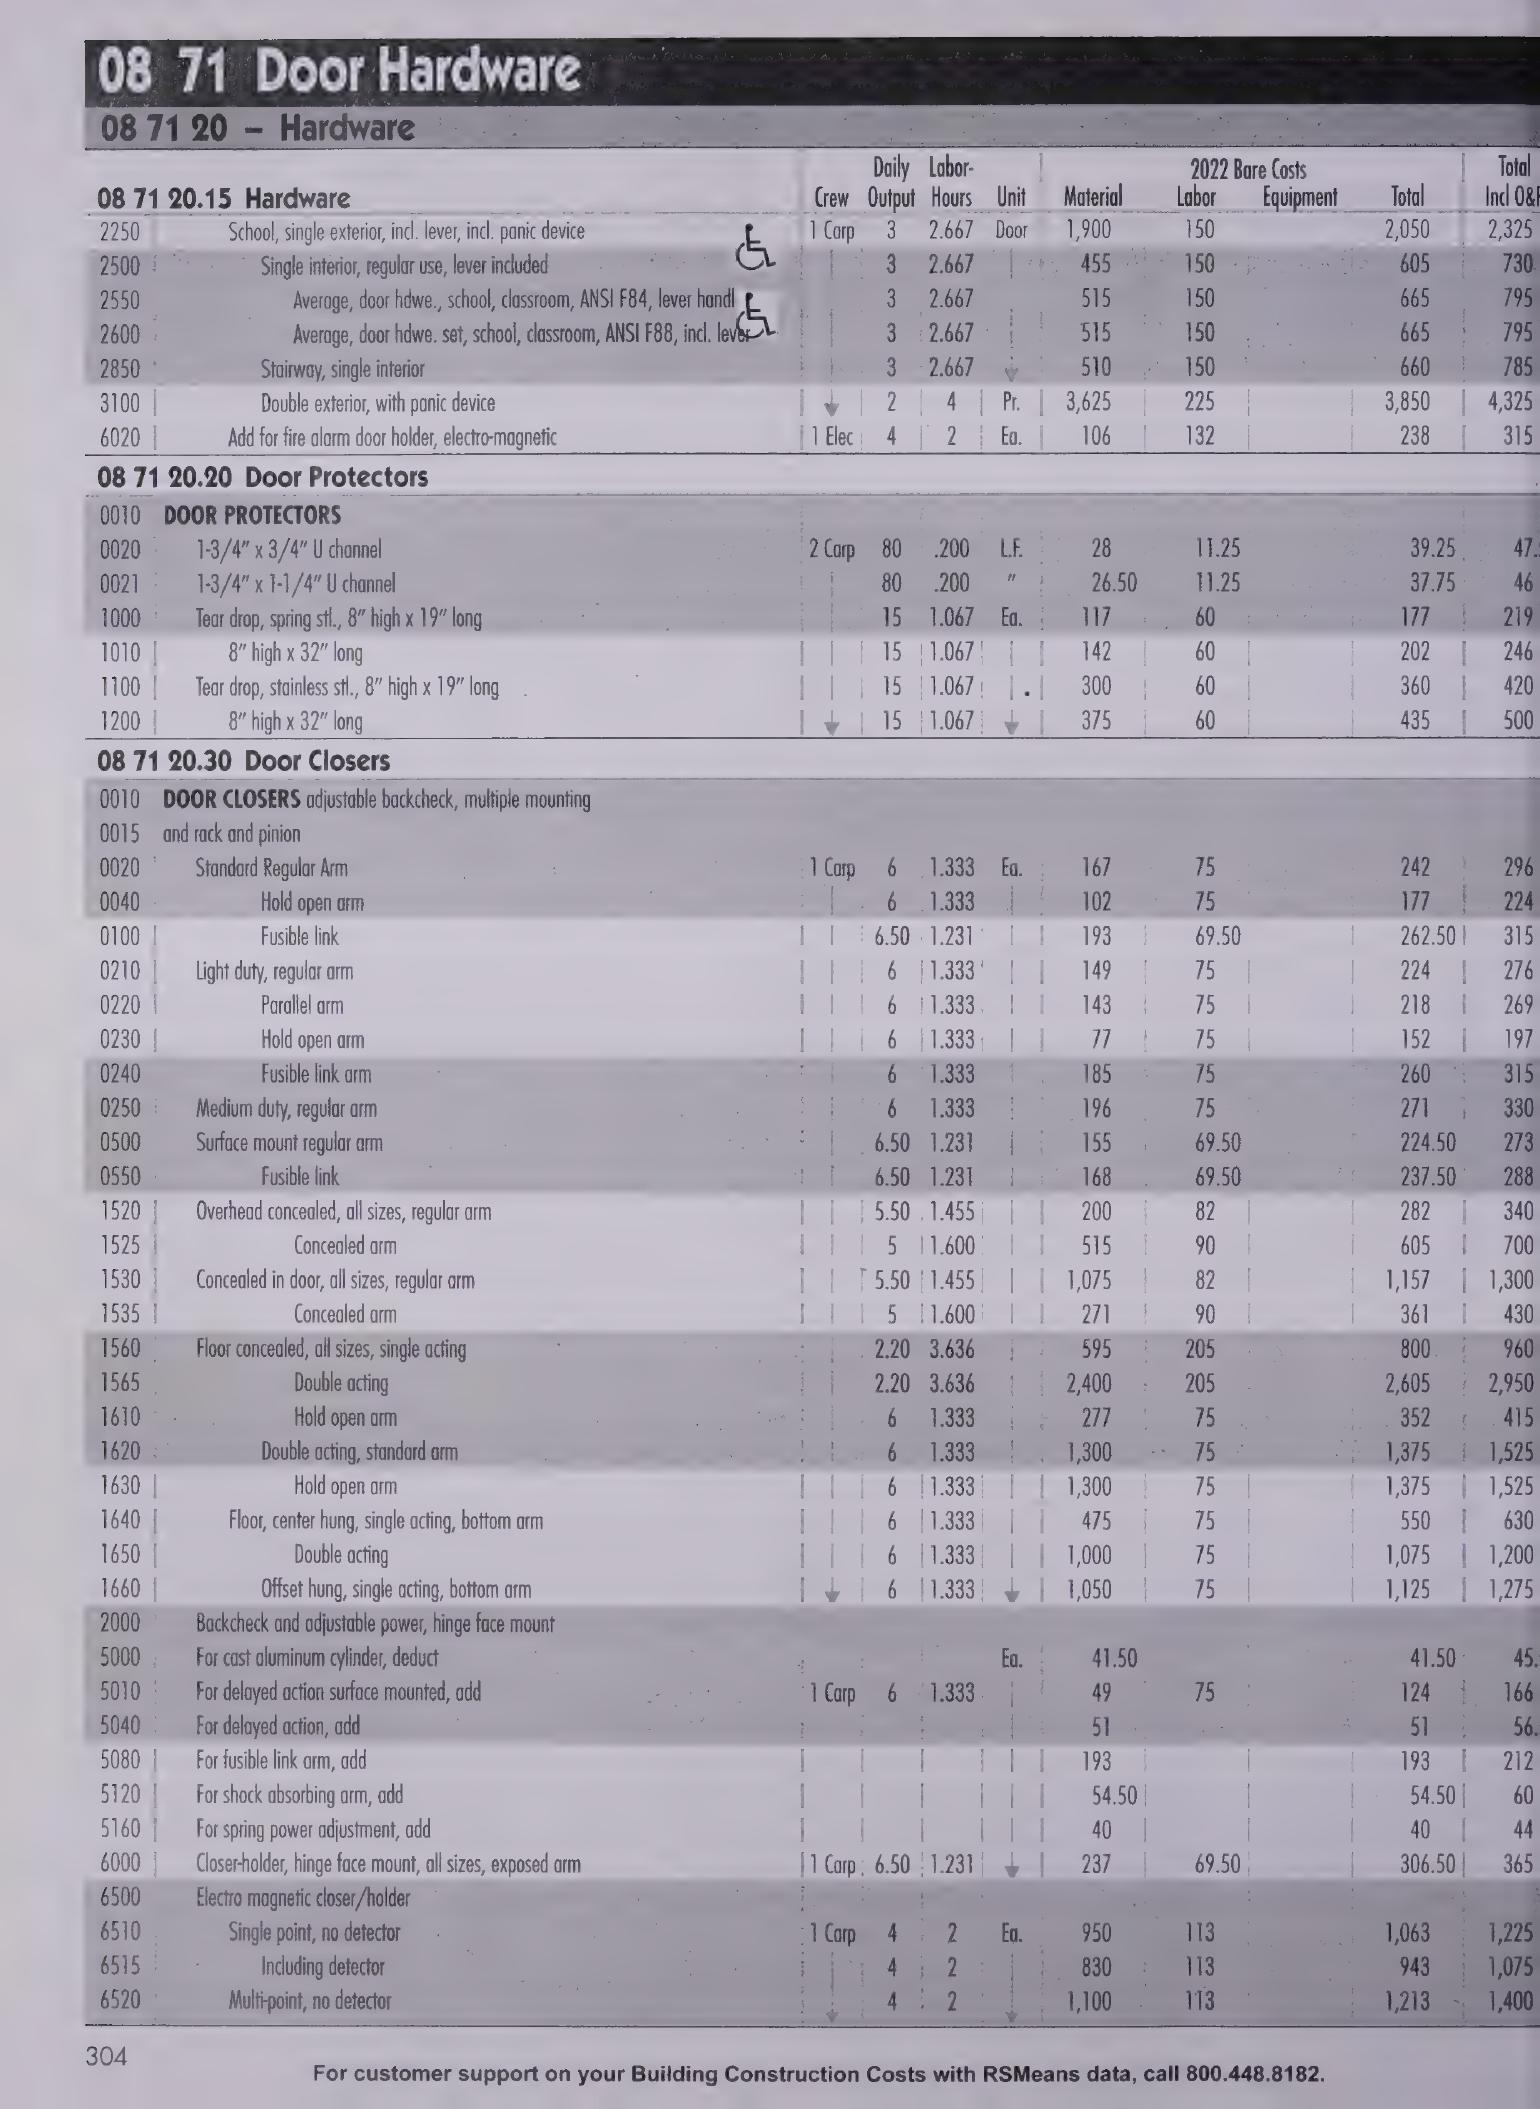 08 71 Door Hardware
08 71 20 – Hardware
Daily Labor- 2022 Bare Costs Total
08 71 20.15 Hardware Crew Output Hours Unit Material Labor Equipment Total Incl O&P
2250 School, single exterior, incl. lever, incl. panic device 1 Carp 3 2.667 Door 1,900 150 2,050 2,325
2500 Single interior, regular use, lever included 3 2.667 455 150 605 730
2550 Average, door hdwe., school, classroom, ANSI F84, lever handl 3 2.667 515 150 665 795
2600 Average, door hdwe. set, school, classroom, ANSI F88, incl. lever 3 2.667 515 150 665 795
2850 Stairway, single interior 3 2.667 510 150 660 785
3100 Double exterior, with panic device 2 4 Pr. 3,625 225 3,850 4,325
6020 Add for fire alarm door holder, electro-magnetic 1 Elec 4 2 Ea. 106 132 238 315
08 71 20.20 Door Protectors
0010 DOOR PROTECTORS
0020 1-3/4" x 3/4" U channel 2 Carp 80 .200 L.F. 28 11.25 39.25 47.
0021 1-3/4" x 1-1/4" U channel 80 .200 " 26.50 11.25 37.75 46
1000 Tear drop, spring stl., 8" high x 19" long 15 1.067 Ea. 117 60 177 219
1010 8" high x 32" long 15 1.067 142 60 202 246
1100 Tear drop, stainless stl., 8" high x 19" long 15 1.067 300 60 360 420
1200 8" high x 32" long 15 1.067 375 60 435 500
08 71 20.30 Door Closers
0010 DOOR CLOSERS adjustable backcheck, multiple mounting
0015 and rack and pinion
0020 Standard Regular Arm 1 Carp 6 1.333 Ea. 167 75 242 296
0040 Hold open arm 6 1.333 102 75 177 224
0100 Fusible link 6.50 1.231 193 69.50 262.50 315
0210 Light duty, regular arm 6 1.333 149 75 224 276
0220 Parallel arm 6 1.333 143 75 218 269
0230 Hold open arm 6 1.333 77 75 152 197
0240 Fusible link arm 6 1.333 185 75 260 315
0250 Medium duty, regular arm 6 1.333 196 75 271 330
0500 Surface mount regular arm 6.50 1.231 155 69.50 224.50 273
0550 Fusible link 6.50 1.231 168 69.50 237.50 288
1520 Overhead concealed, all sizes, regular arm 5.50 1.455 200 82 282 340
1525 Concealed arm 5 1.600 515 90 605 700
1530 Concealed in door, all sizes, regular arm 5.50 1.455 1,075 82 1,157 1,300
1535 Concealed arm 5 1.600 271 90 361 430
1560 Floor concealed, all sizes, single acting 2.20 3.636 595 205 800 960
1565 Double acting 2.20 3.636 2,400 205 2,605 2,950
1610 Hold open arm 6 1.333 277 75 352 415
1620 Double acting, standard arm 6 1.333 1,300 75 1,375 1,525
1630 Hold open arm 6 1.333 1,300 75 1,375 1,525
1640 Floor, center hung, single acting, bottom arm 6 1.333 475 75 550 630
1650 Double acting 6 1.333 1,000 75 1,075 1,200
1660 Offset hung, single acting, bottom arm 6 1.333 1,050 75 1,125 1,275
2000 Backcheck and adjustable power, hinge face mount
5000 For cast aluminum cylinder, deduct Ea. 41.50 41.50 45.
5010 For delayed action surface mounted, add 1 Carp 6 1.333 49 75 124 166
5040 For delayed action, add 51 51 56.
5080 For fusible link arm, add 193 193 212
5120 For shock absorbing arm, add 54.50 54.50 60
5160 For spring power adjustment, add 40 40 44
6000 Closer-holder, hinge face mount, all sizes, exposed arm 1 Carp 6.50 1.231 237 69.50 306.50 365
6500 Electro magnetic closer/holder
6510 Single point, no detector 1 Carp 4 2 Ea. 950 113 1,063 1,225
6515 Including detector 4 2 830 113 943 1,075
6520 Multi-point, no detector 4 2 1,100 113 1,213 1,400
304
For customer support on your Building Construction Costs with RSMeans data, call 800.448.8182.